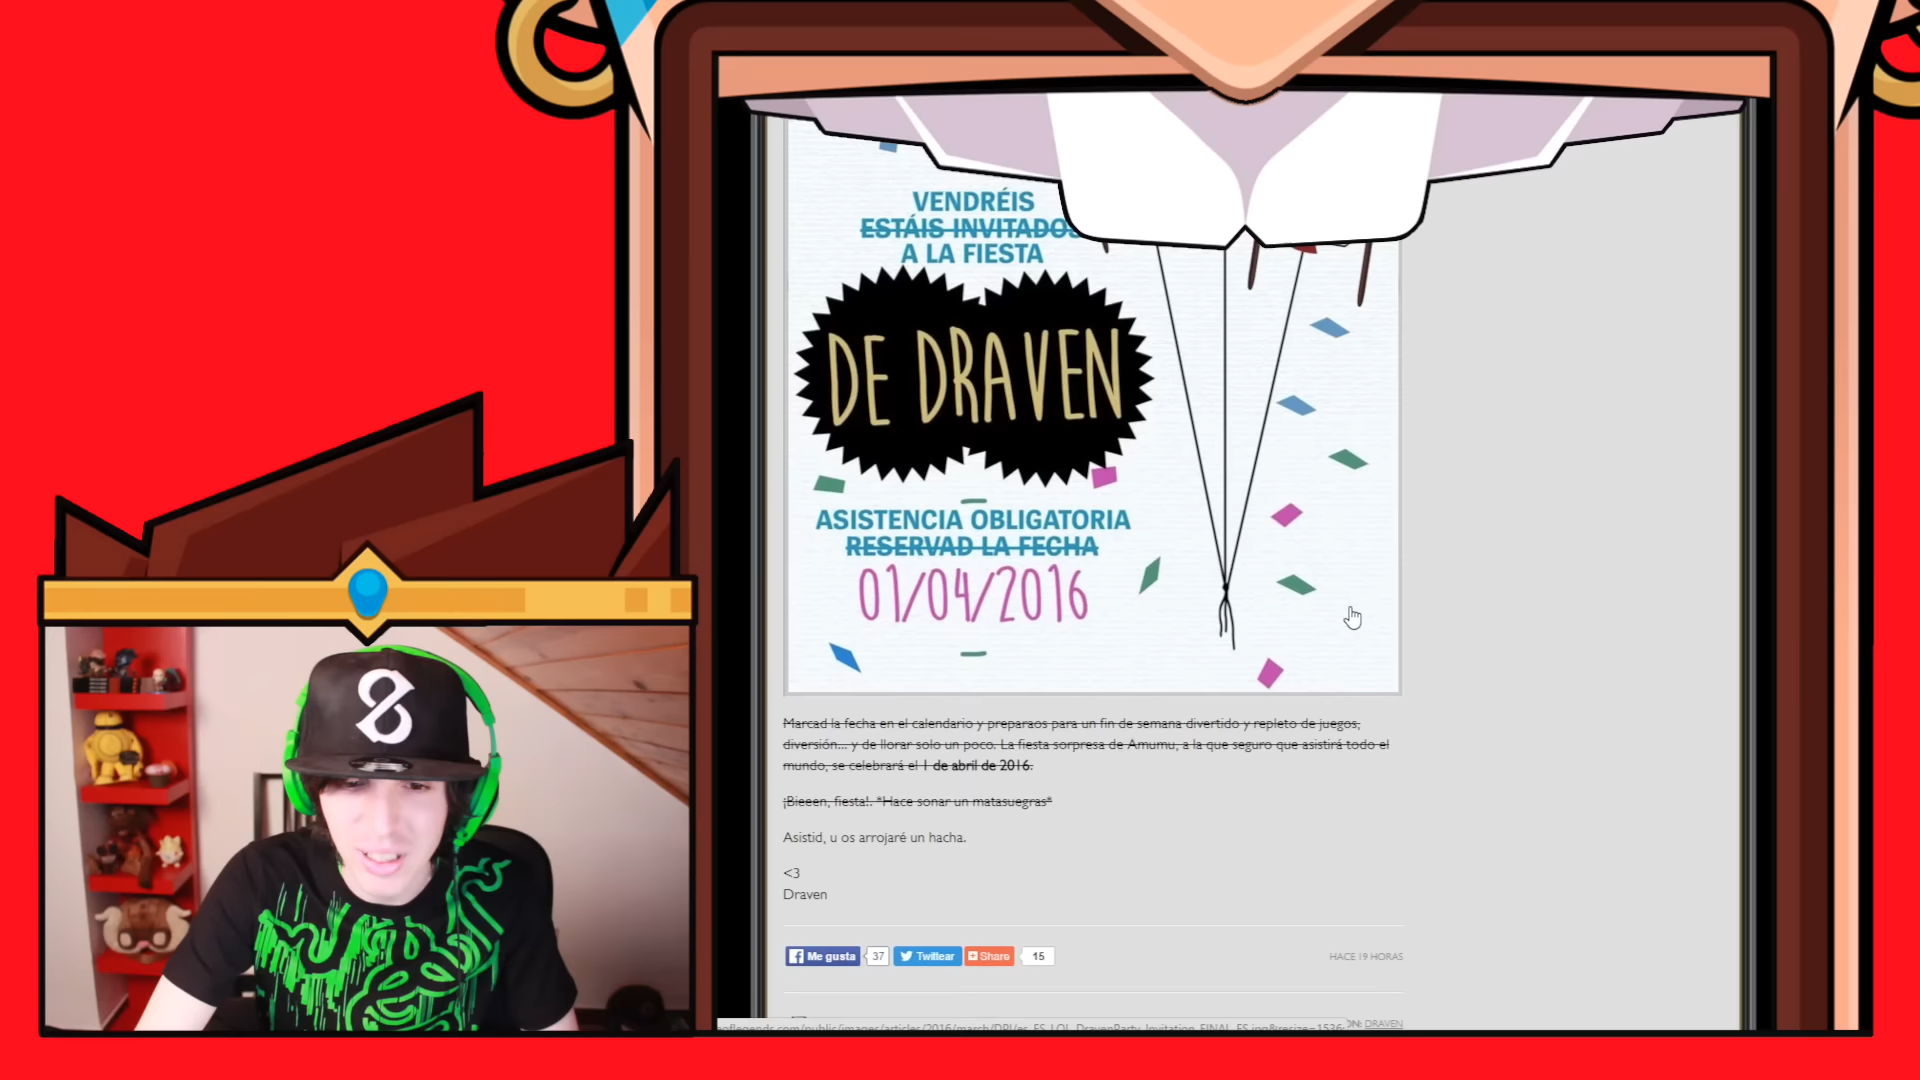 VENDRÉIS
ESTÁIS INVITADOS
A LA FIESTA
DE DRAVEN
ASISTENCIA OBLIGATORIA
RESERVAD LA FECHA
01/04/2016
Marcad la fecha en el calendario y preparaos para un fin de semana divertido y repleto de juegos,
diversión... y de llorar solo un poco. La fiesta sorpresa de Amumu, a la que seguro que asistirá todo el
mundo, se celebrará el 1 de abril de 2016.
¡Bieeen, fiesta!. *Hace sonar un matasuegras*
Asistid, u os arrojaré un hacha.
<3
Draven
Me gusta 37 Twittear Share 15
HACE 19 HORAS
DRAVEN